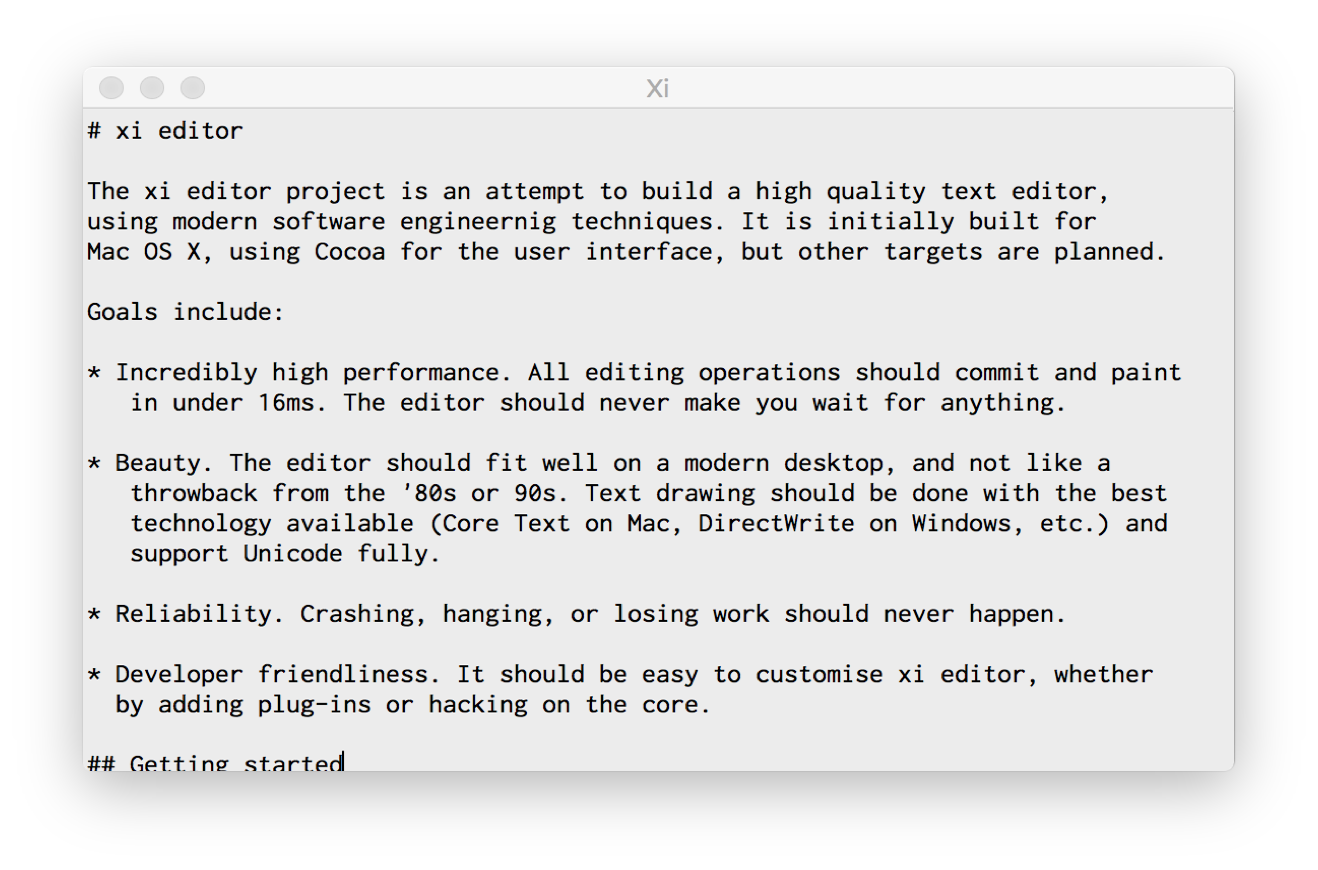 Xi
# xi editor
The xi editor project is an attempt to build a high quality text editor,
using modern software engineernig techniques. It is initially built for
Mac OS X, using Cocoa for the user interface, but other targets are planned.
Goals include:
* Incredibly high performance. All editing operations should commit and paint
in under 16ms. The editor should never make you wait for anything.
* Beauty. The editor should fit well on a modern desktop, and not like a
throwback from the '80s or 90s. Text drawing should be done with the best
technology available (Core Text on Mac, DirectWrite on Windows, etc.) and
support Unicode fully.
* Reliability. Crashing, hanging, or losing work should never happen.
* Developer friendliness. It should be easy to customise xi editor, whether
by adding plug-ins or hacking on the core.
## Getting started